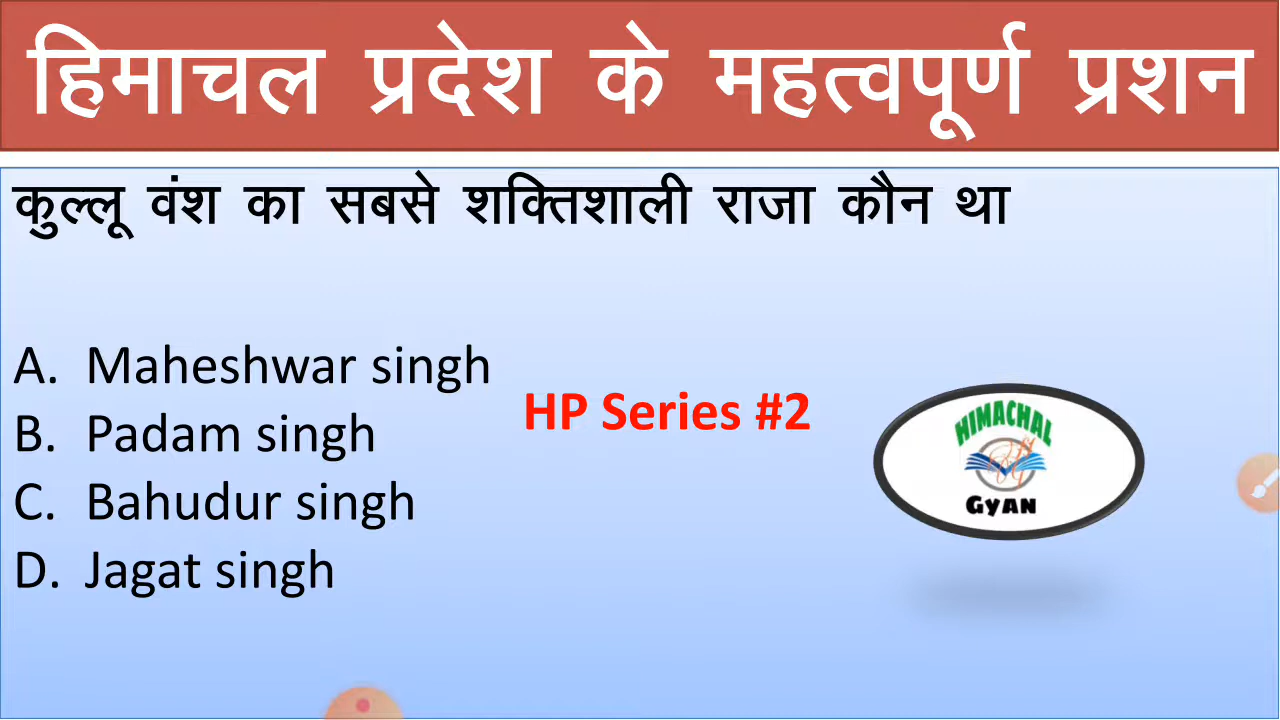 हिमाचल प्रदेश के महत्वपूर्ण प्रशन
कुल्लू वंश का सबसे शक्तिशाली राजा कौन था
A. Maheshwar singh
B. Padam singh
C. Bahudur singh
D. Jagat singh
HP Series #2
HIMACHAL
GYAN